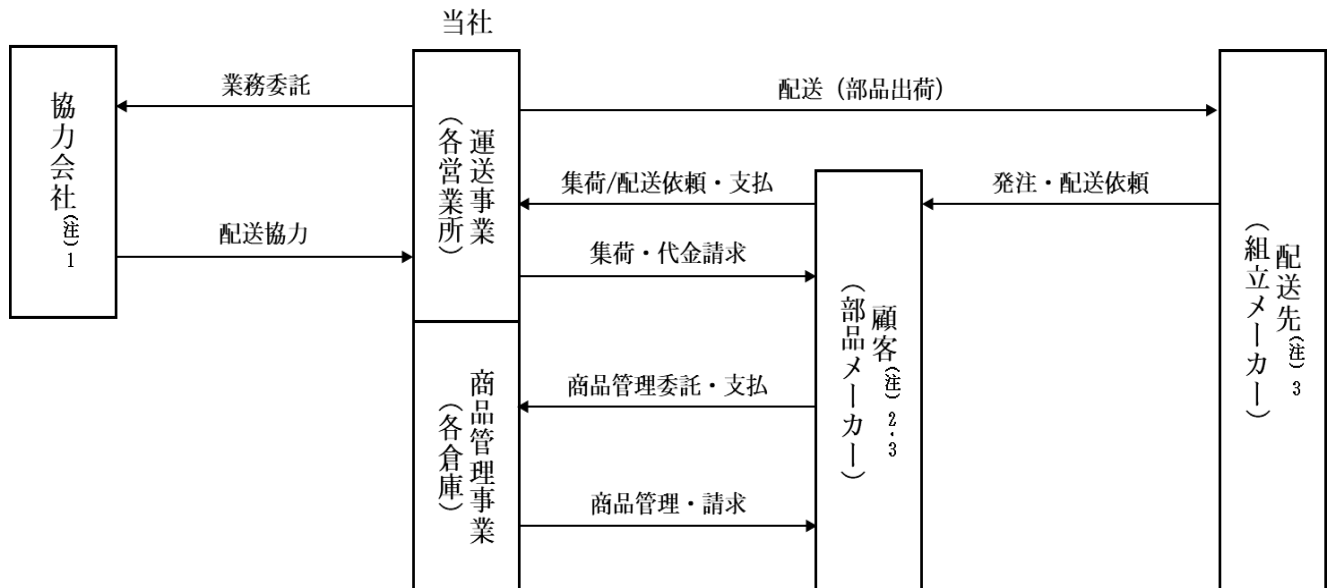 当社
協力会社(注)1
業務委託
配送協力
運送事業
(各営業所)
商品管理事業
(各倉庫)
配送(部品出荷)
集荷/配送依頼・支払
集荷・代金請求
商品管理委託・支払
商品管理・請求
顧客(注)2・3
(部品メーカー)
発注・配送依頼
配送先(注)3
(組立メーカー)